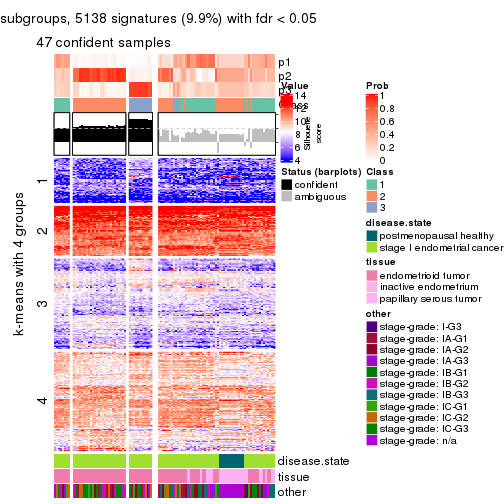 subgroups, 5138 signatures (9.9%) with fdr < 0.05
47 confident samples
p1
p2
p3
Value
14
12
10
8
6
4
Silhouette
score
Prob
1
0.8
0.6
0.4
0.2
0
Status (barplots)
confident
ambiguous
Class
1
2
3
disease.state
postmenopausal healthy
stage I endometrial cancer
tissue
endometrioid tumor
inactive endometrium
papillary serous tumor
other
stage-grade: I-G3
stage-grade: IA-G1
stage-grade: IA-G2
stage-grade: IA-G3
stage-grade: IB-G1
stage-grade: IB-G2
stage-grade: IB-G3
stage-grade: IC-G1
stage-grade: IC-G2
stage-grade: IC-G3
stage-grade: n/a
k-means with 4 groups
1
2
3
4
disease.state
tissue
other